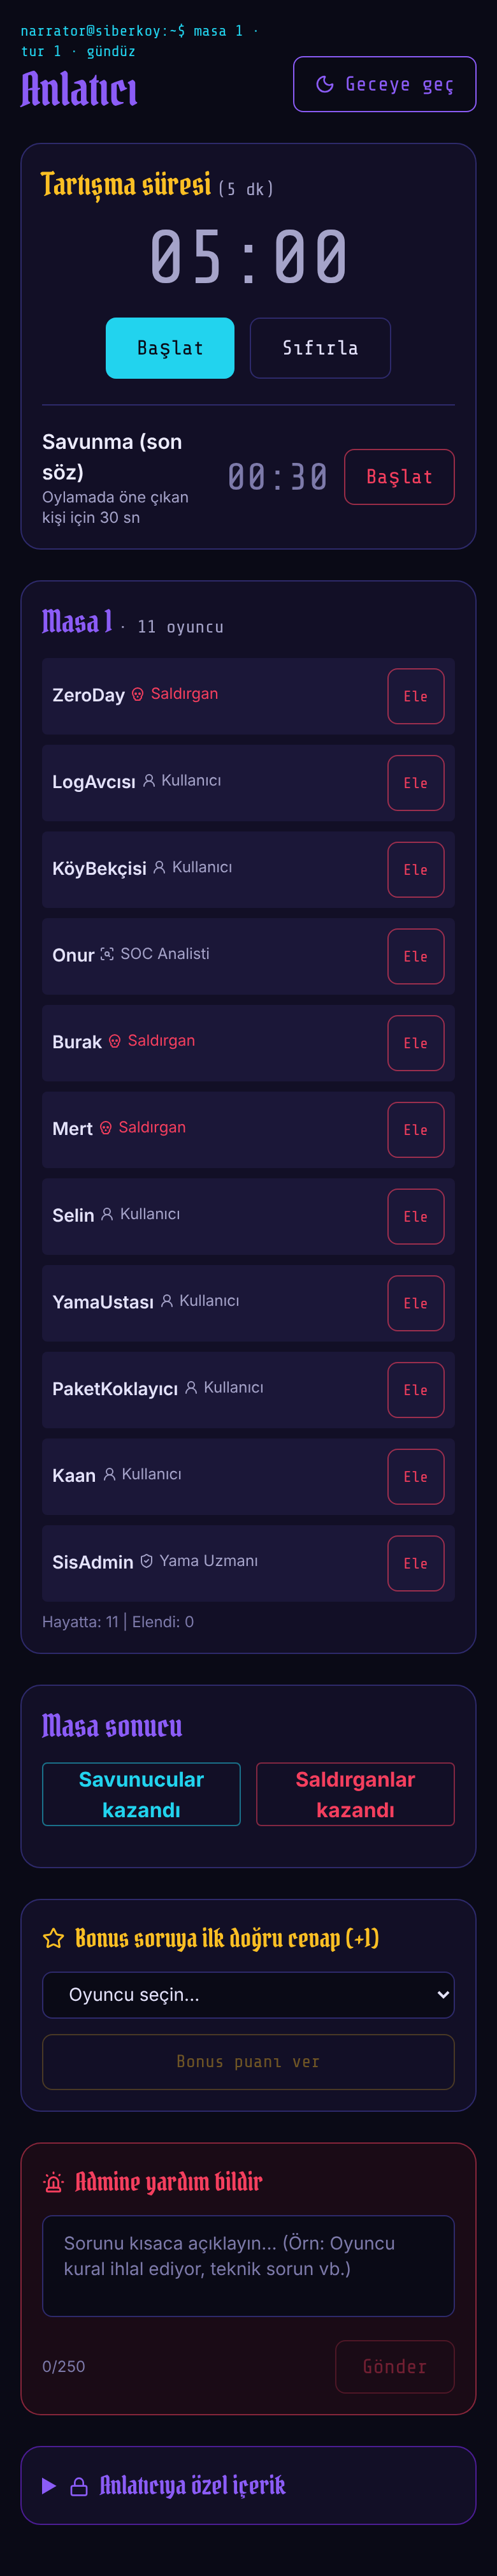 narrator@siberkoy:~$ masa 1 ·
tur 1 · gündüz
Anlatıcı
Geceye geç
Tartışma süresi (5 dk)
05:00
Başlat
Sıfırla
Savunma (son
söz)
Oylamada öne çıkan
kişi için 30 sn
00:30
Başlat
Masa 1 · 11 oyuncu
ZeroDay Saldırgan Ele
LogAvcısı Kullanıcı Ele
KöyBekçisi Kullanıcı Ele
Onur SOC Analisti Ele
Burak Saldırgan Ele
Mert Saldırgan Ele
Selin Kullanıcı Ele
YamaUstası Kullanıcı Ele
PaketKoklayıcı Kullanıcı Ele
Kaan Kullanıcı Ele
SisAdmin Yama Uzmanı Ele
Hayatta: 11 | Elendi: 0
Masa sonucu
Savunucular
kazandı
Saldırganlar
kazandı
Bonus soruya ilk doğru cevap (+1)
Oyuncu seçin...
Bonus puanı ver
Admine yardım bildir
Sorunu kısaca açıklayın... (Örn: Oyuncu
kural ihlal ediyor, teknik sorun vb.)
0/250
Gönder
Anlatıcıya özel içerik